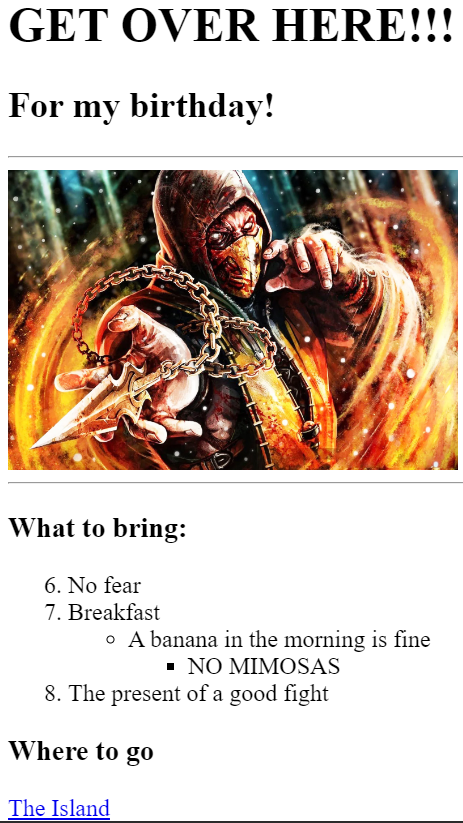 GET OVER HERE!!!
For my birthday!
What to bring:
6. No fear
7. Breakfast
A banana in the morning is fine
NO MIMOSAS
8. The present of a good fight
Where to go
The Island